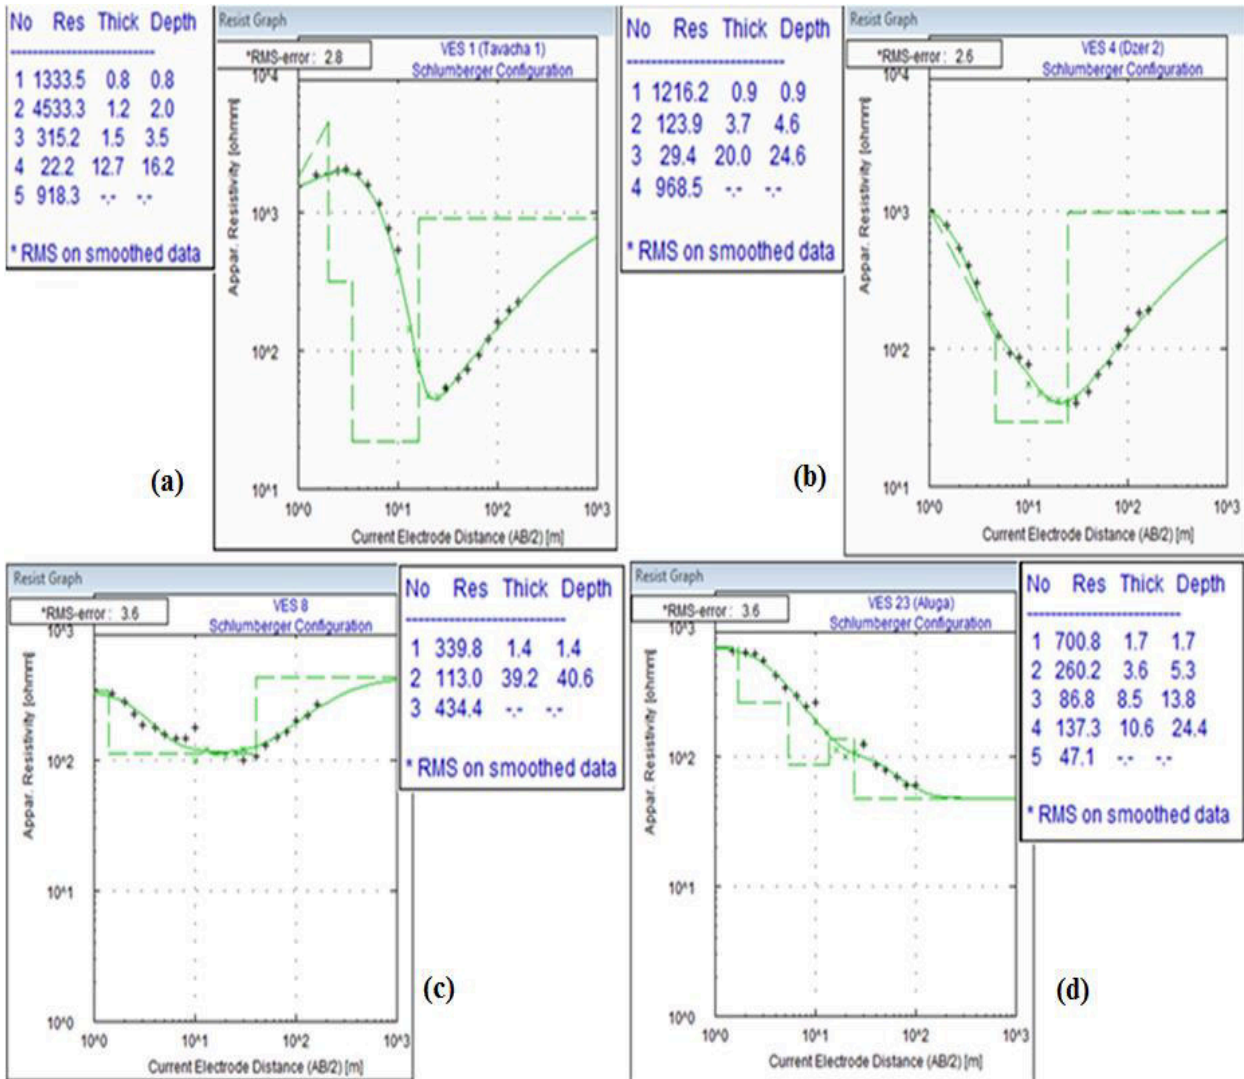 No Res Thick Depth
----------------------------
1 1333.5 0.8 0.8
2 4533.3 1.2 2.0
3 315.2 1.5 3.5
4 22.2 12.7 16.2
5 918.3 -.- -.-
* RMS on smoothed data
Resist Graph
*RMS-error : 2.8
VES 1 (Tavacha 1)
Schlumberger Configuration
Appar. Resistivity [ohmm]
10^4
10^3
10^2
10^1
10^0 10^1 10^2 10^3
Current Electrode Distance (AB/2) [m]
(a)
No Res Thick Depth
----------------------------
1 1216.2 0.9 0.9
2 123.9 3.7 4.6
3 29.4 20.0 24.6
4 968.5 -.- -.-
* RMS on smoothed data
Resist Graph
*RMS-error : 2.6
VES 4 (Dzer 2)
Schlumberger Configuration
Appar. Resistivity [ohmm]
10^4
10^3
10^2
10^1
10^0 10^1 10^2 10^3
Current Electrode Distance (AB/2) [m]
(b)
Resist Graph
*RMS-error : 3.6
VES 8
Schlumberger Configuration
Appar. Resistivity [ohmm]
10^3
10^2
10^1
10^0
10^0 10^1 10^2 10^3
Current Electrode Distance (AB/2) [m]
No Res Thick Depth
----------------------------
1 339.8 1.4 1.4
2 113.0 39.2 40.6
3 434.4 -.- -.-
* RMS on smoothed data
(c)
Resist Graph
*RMS-error : 3.6
VES 23 (Aluga)
Schlumberger Configuration
Appar. Resistivity [ohmm]
10^3
10^2
10^1
10^0
10^0 10^1 10^2 10^3
Current Electrode Distance (AB/2) [m]
No Res Thick Depth
----------------------------
1 700.8 1.7 1.7
2 260.2 3.6 5.3
3 86.8 8.5 13.8
4 137.3 10.6 24.4
5 47.1 -.- -.-
* RMS on smoothed data
(d)